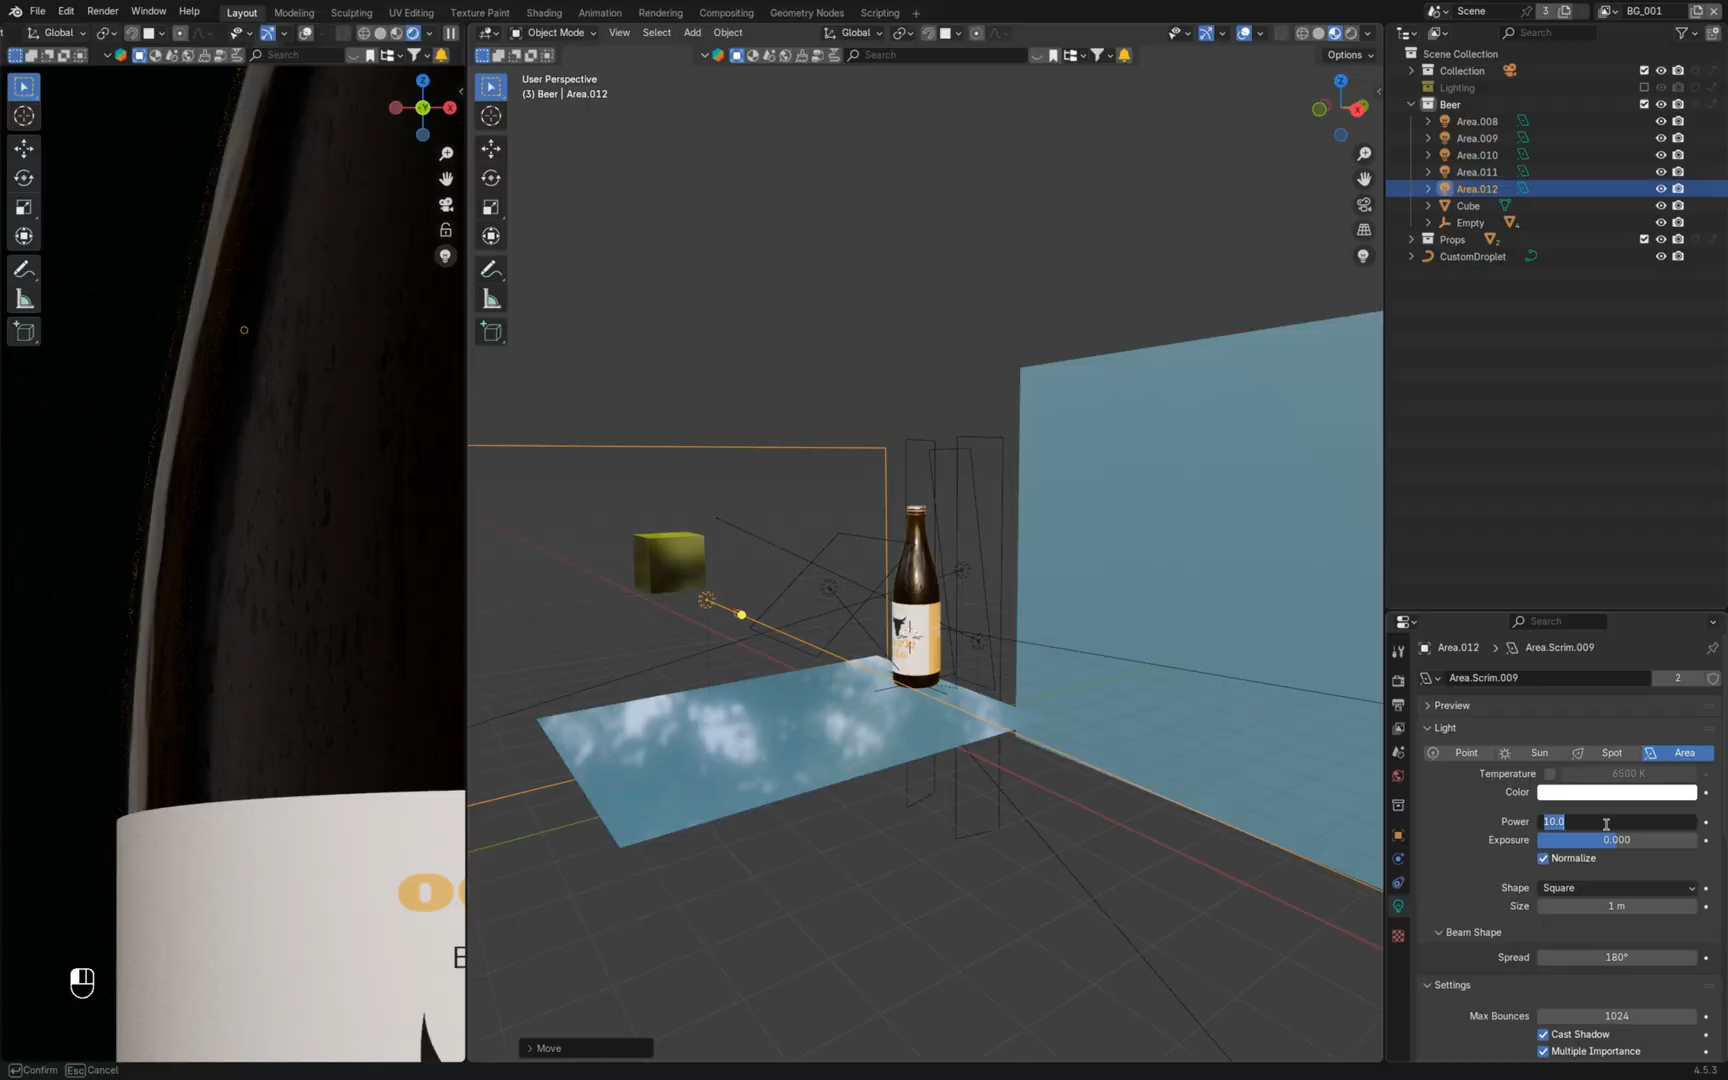 File Edit Render Window Help Layout Modeling Sculpting UV Editing Texture Paint Shading Animation Rendering Compositing Geometry Nodes Scripting + Scene 3 BG_001
Global Object Mode View Select Add Object Global Search
Search Search Options
User Perspective
(3) Beer | Area.012
Scene Collection
Collection
Lighting
Beer
Area.008
Area.009
Area.010
Area.011
Area.012
Cube
Empty 4
Props 2
CustomDroplet
Z
X
Y
Z
Search
Area.012 > Area.Scrim.009
Area.Scrim.009 2
Preview
Light
Point Sun Spot Area
Temperature 6500 K
Color
Power 10.0
Exposure 0.000
Normalize
Shape Square
Size 1 m
Beam Shape
Spread 180°
Settings
Max Bounces 1024
Cast Shadow
Multiple Importance
Move
Confirm Esc Cancel 4.5.3